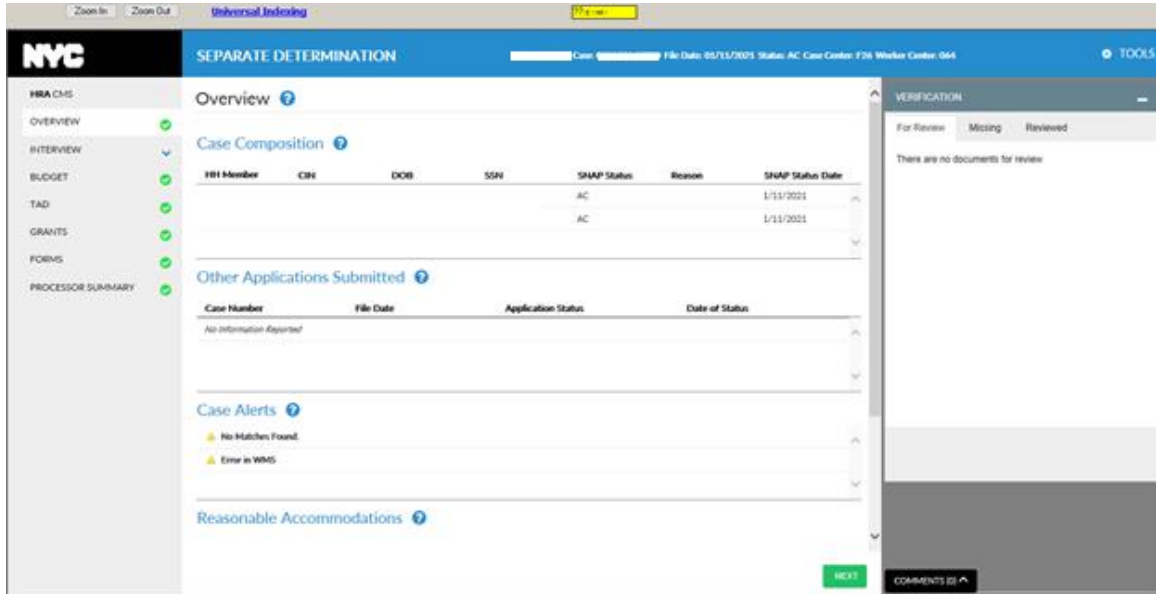 Zoom In Zoom Out Universal Indexing
NYC SEPARATE DETERMINATION Case: File Date: 01/11/2021 Status: AC Case Center: F26 Worker Center: 064 TOOLS
HRA CMS
OVERVIEW
INTERVIEW
BUDGET
TAD
GRANTS
FORMS
PROCESSOR SUMMARY
Overview
Case Composition
HH Member CIN DOB SSN SNAP Status Reason SNAP Status Date
AC 1/11/2021
AC 1/11/2021
Other Applications Submitted
Case Number File Date Application Status Date of Status
No Information Reported
Case Alerts
No Matches Found.
Error in WMS
Reasonable Accommodations
NEXT
VERIFICATION
For Review Missing Reviewed
There are no documents for review
COMMENTS (0)